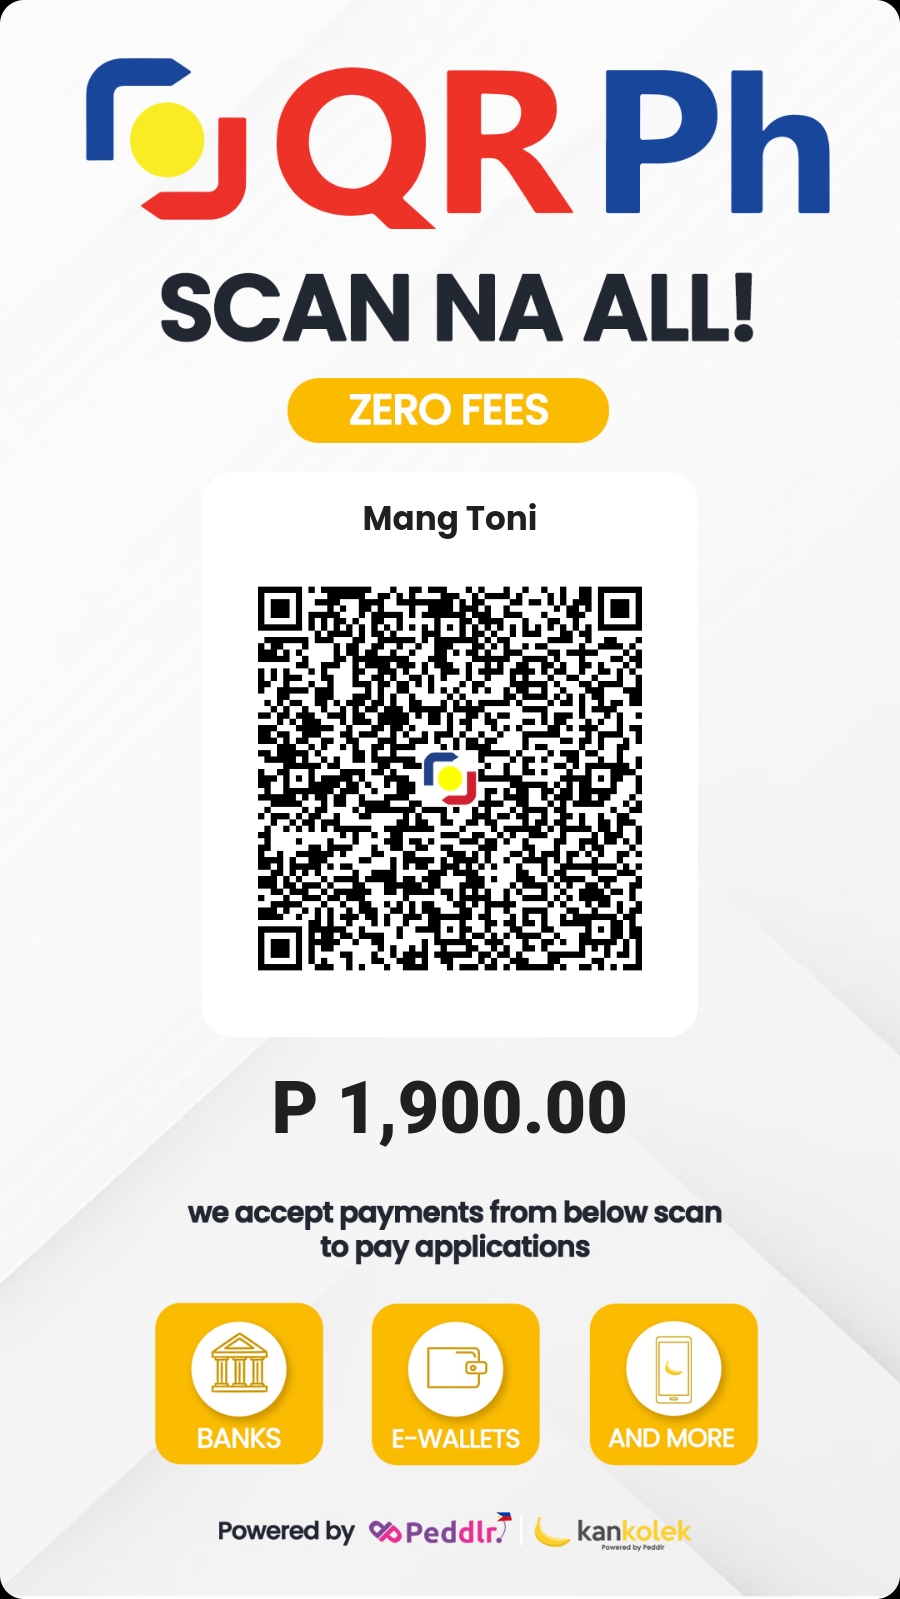 QR Ph
SCAN NA ALL!
ZERO FEES
Mang Toni
P 1,900.00
we accept payments from below scan
to pay applications
BANKS
E-WALLETS
AND MORE
Powered by Peddlr. kankolek
Powered by Peddlr